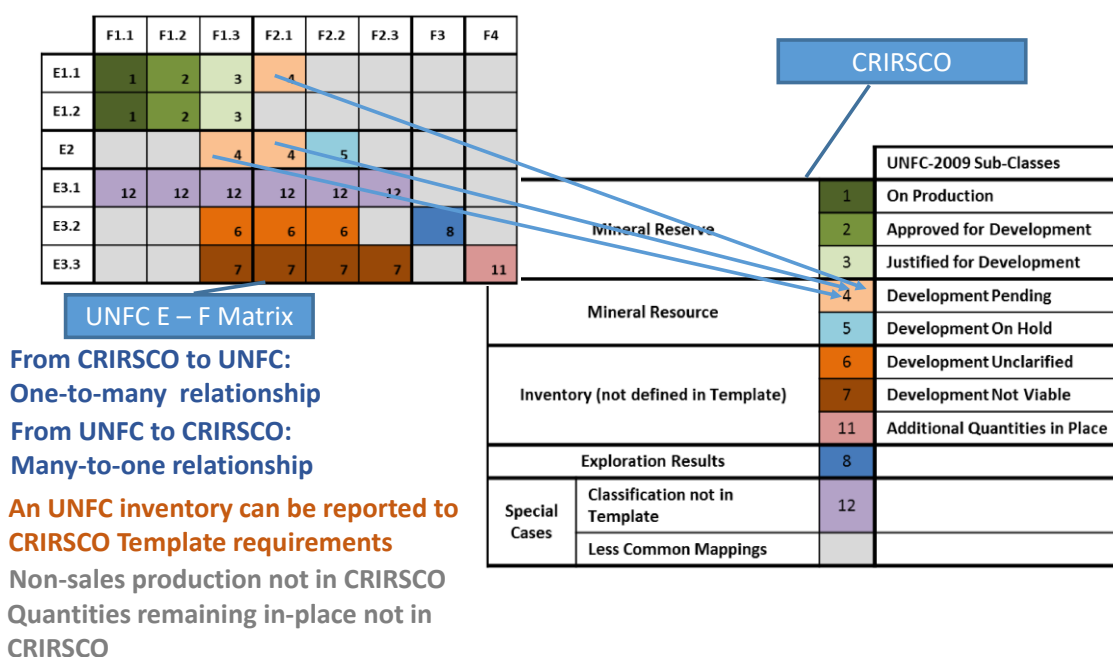 F1.1 F1.2 F1.3 F2.1 F2.2 F2.3 F3 F4
E1.1 1 2 3 4
E1.2 1 2 3
E2 4 4 5
E3.1 12 12 12 12 12 12
E3.2 6 6 6 8
E3.3 7 7 7 7 11
UNFC E – F Matrix
CRIRSCO
UNFC-2009 Sub-Classes
Mineral Reserve
1 On Production
2 Approved for Development
3 Justified for Development
Mineral Resource
4 Development Pending
5 Development On Hold
Inventory (not defined in Template)
6 Development Unclarified
7 Development Not Viable
11 Additional Quantities in Place
Exploration Results 8
Special
Cases
Classification not in
Template
12
Less Common Mappings
From CRIRSCO to UNFC:
One-to-many relationship
From UNFC to CRIRSCO:
Many-to-one relationship
An UNFC inventory can be reported to
CRIRSCO Template requirements
Non-sales production not in CRIRSCO
Quantities remaining in-place not in
CRIRSCO